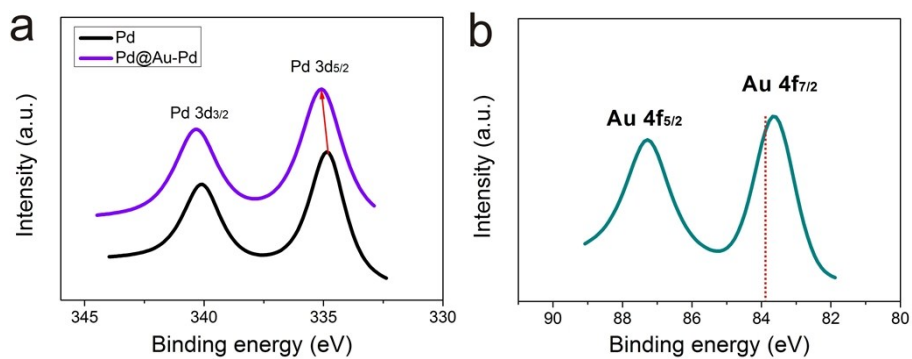 a
Pd
Pd@Au-Pd
Pd 3d5/2
Pd 3d3/2
Intensity (a.u.)
345 340 335 330
Binding energy (eV)
b
Au 4f7/2
Au 4f5/2
Intensity (a.u.)
90 88 86 84 82 80
Binding energy (eV)